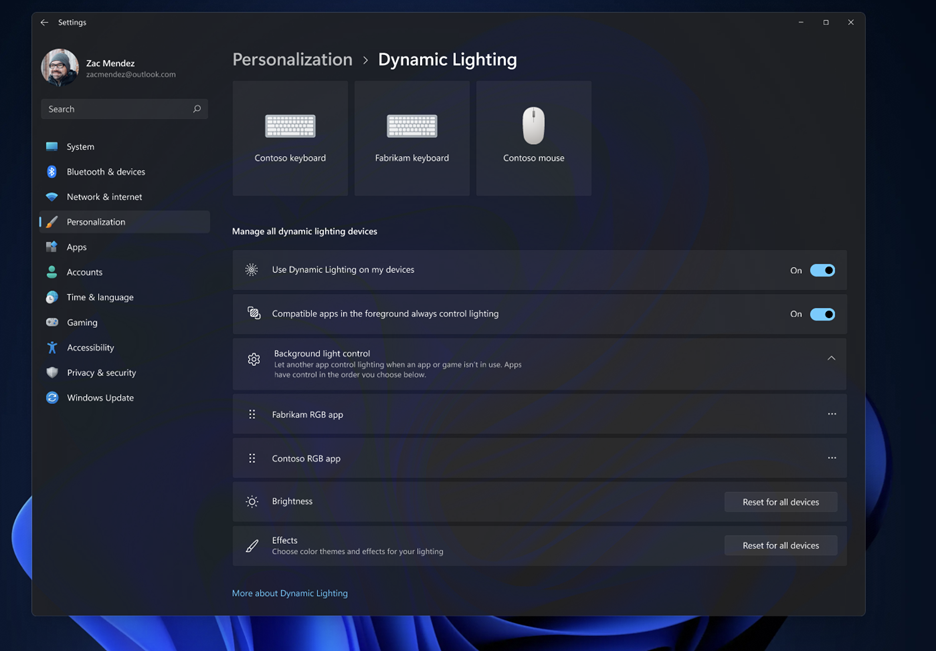 Settings
Zac Mendez
zacmendez@outlook.com
Search
System
Bluetooth & devices
Network & internet
Personalization
Apps
Accounts
Time & language
Gaming
Accessibility
Privacy & security
Windows Update
Personalization > Dynamic Lighting
Contoso keyboard
Fabrikam keyboard
Contoso mouse
Manage all dynamic lighting devices
Use Dynamic Lighting on my devices On
Compatible apps in the foreground always control lighting On
Background light control
Let another app control lighting when an app or game isn't in use. Apps
have control in the order you choose below.
Fabrikam RGB app
Contoso RGB app
Brightness Reset for all devices
Effects
Choose color themes and effects for your lighting
Reset for all devices
More about Dynamic Lighting